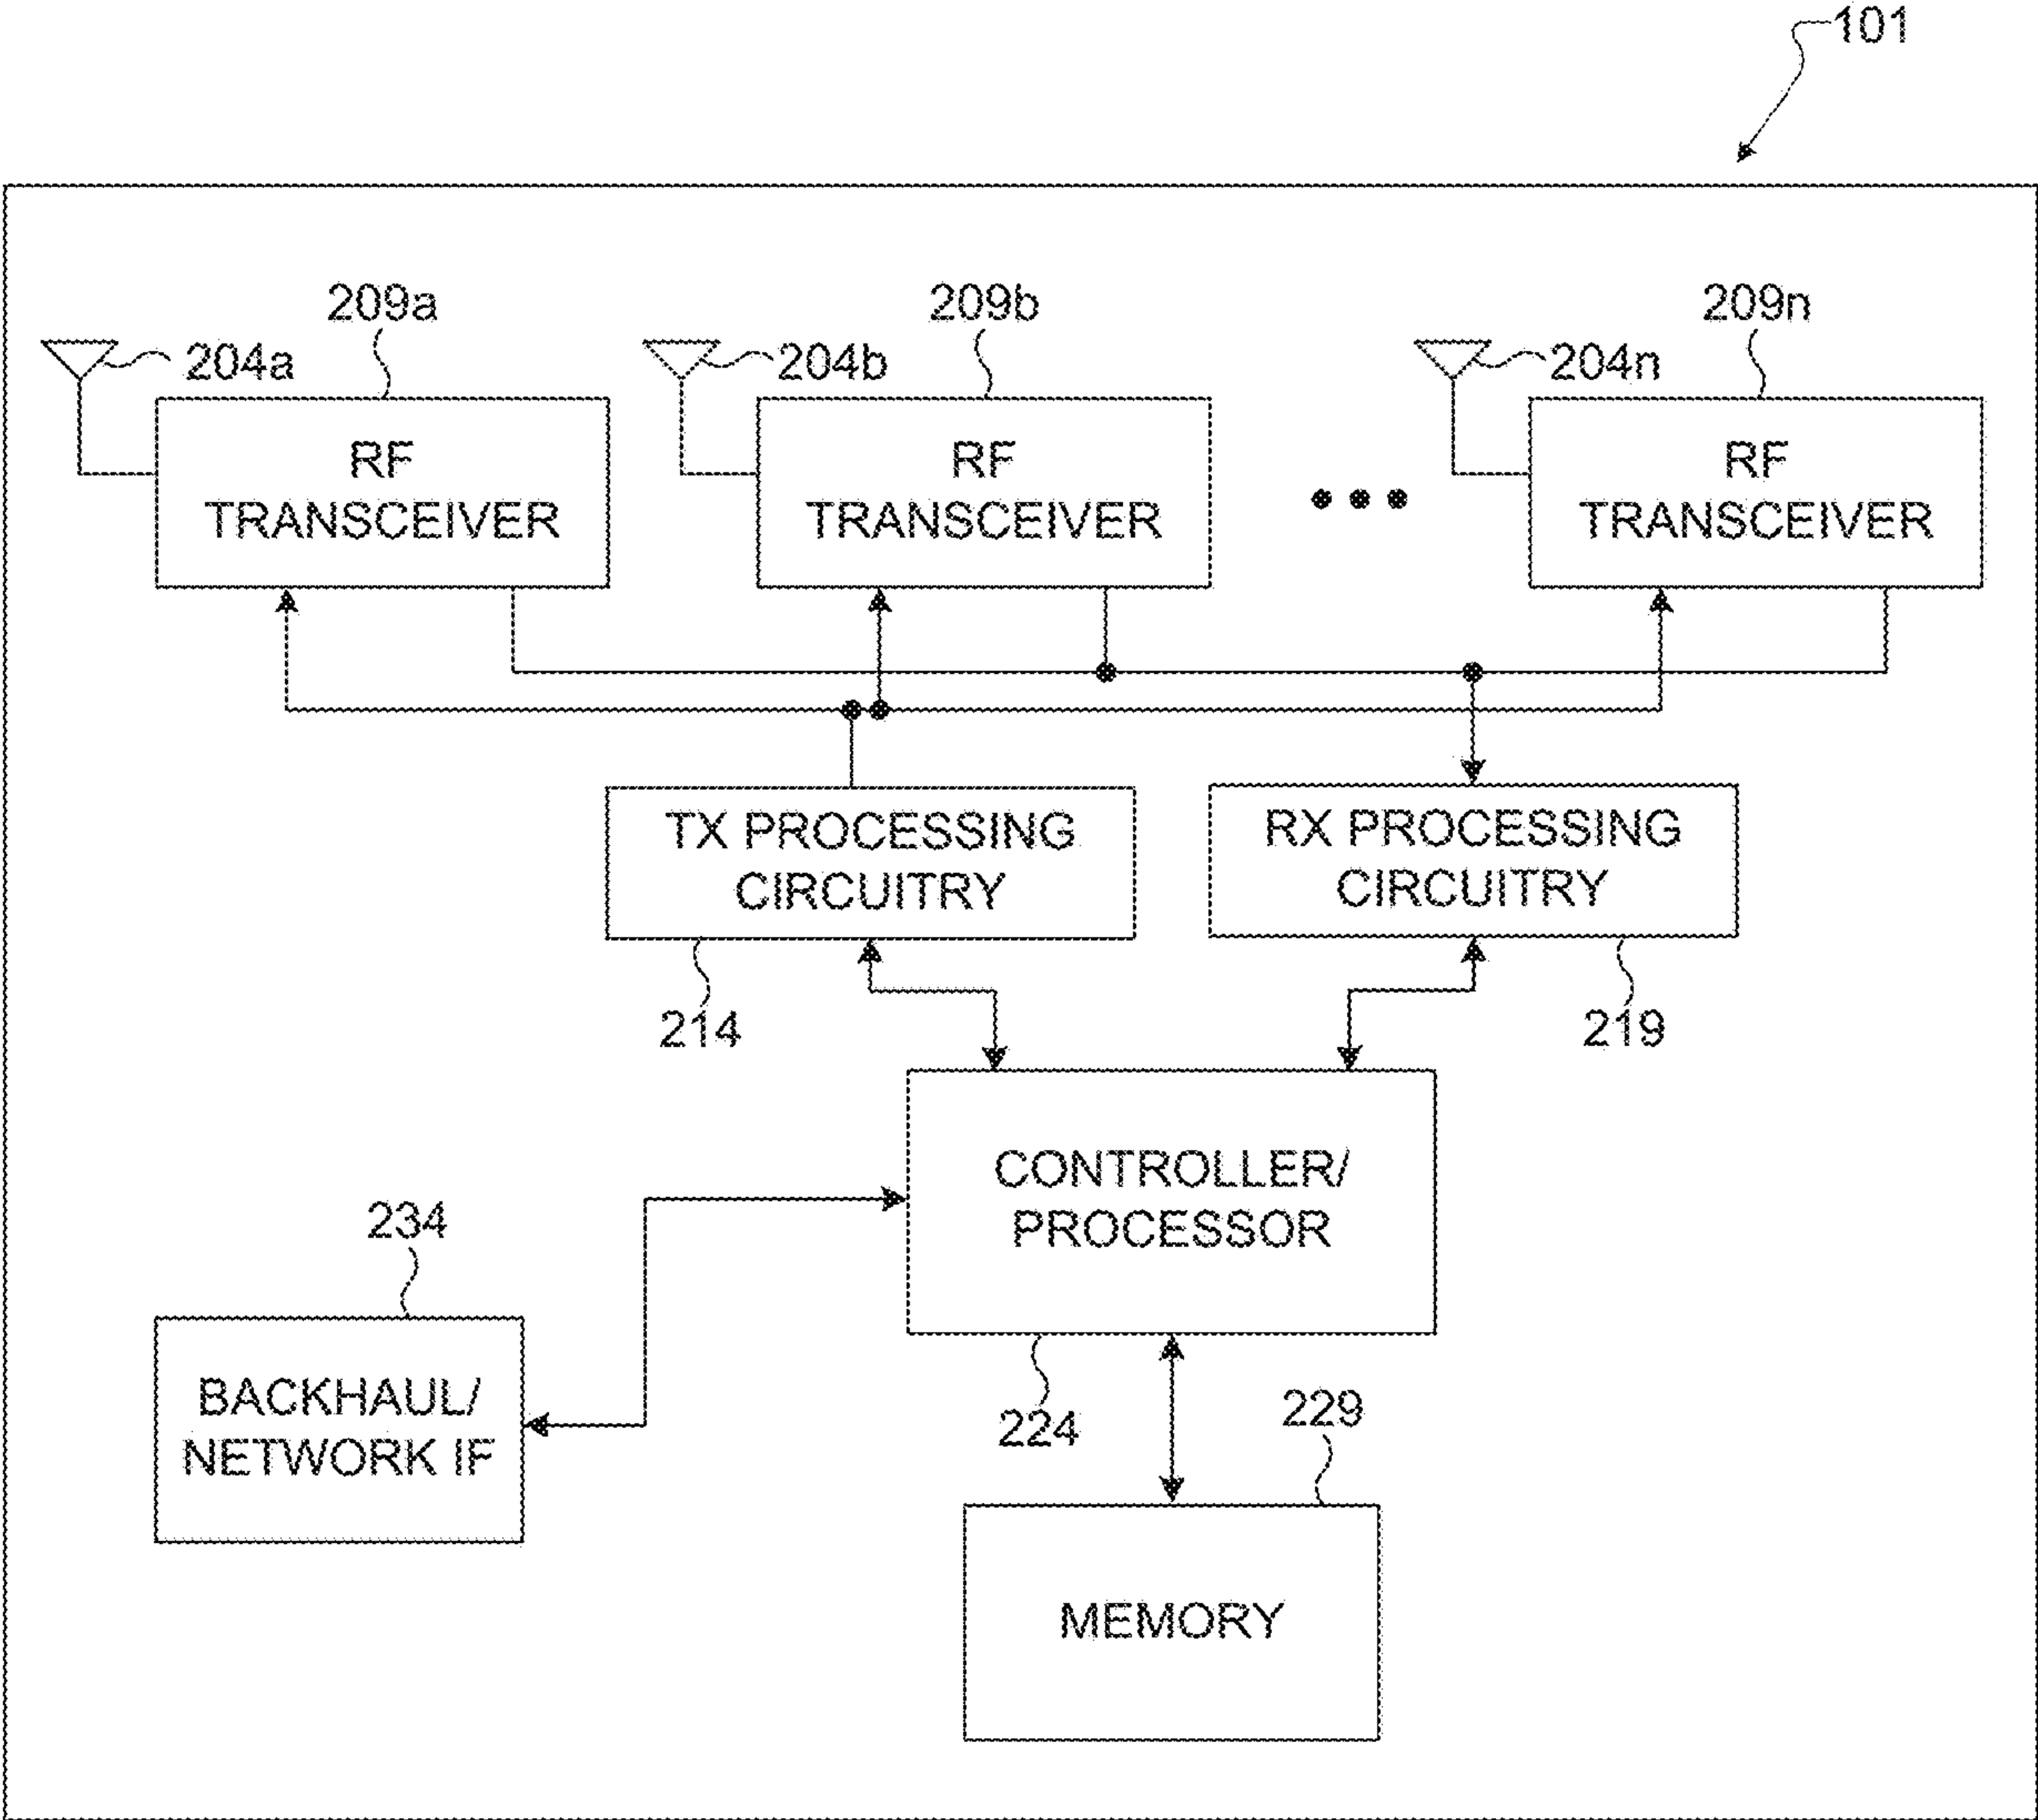 101
209a
209b
209n
204a
204b
204n
RF
TRANSCEIVER
RF
TRANSCEIVER
RF
TRANSCEIVER
TX PROCESSING
CIRCUITRY
RX PROCESSING
CIRCUITRY
214
219
CONTROLLER/
PROCESSOR
234
BACKHAUL/
NETWORK IF
224
229
MEMORY